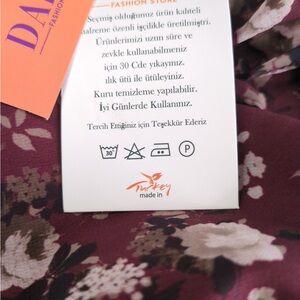 DA
FASHION
FASHION STORE
Seçmiş olduğunuz ürün kaliteli
malzeme özenli işçilikle üretilmiştri.
Ürünlerimizi uzun süre ve
zevkle kullanabilmeniz
için 30 Cde yıkayınız.
ılık ütü ile ütüleyiniz.
Kuru temizleme yapılabilir.
İyi Günlerde Kullanınız.
Tercih Ettiğiniz için Teşekkür Ederiz
30°
P
Turkey
made in